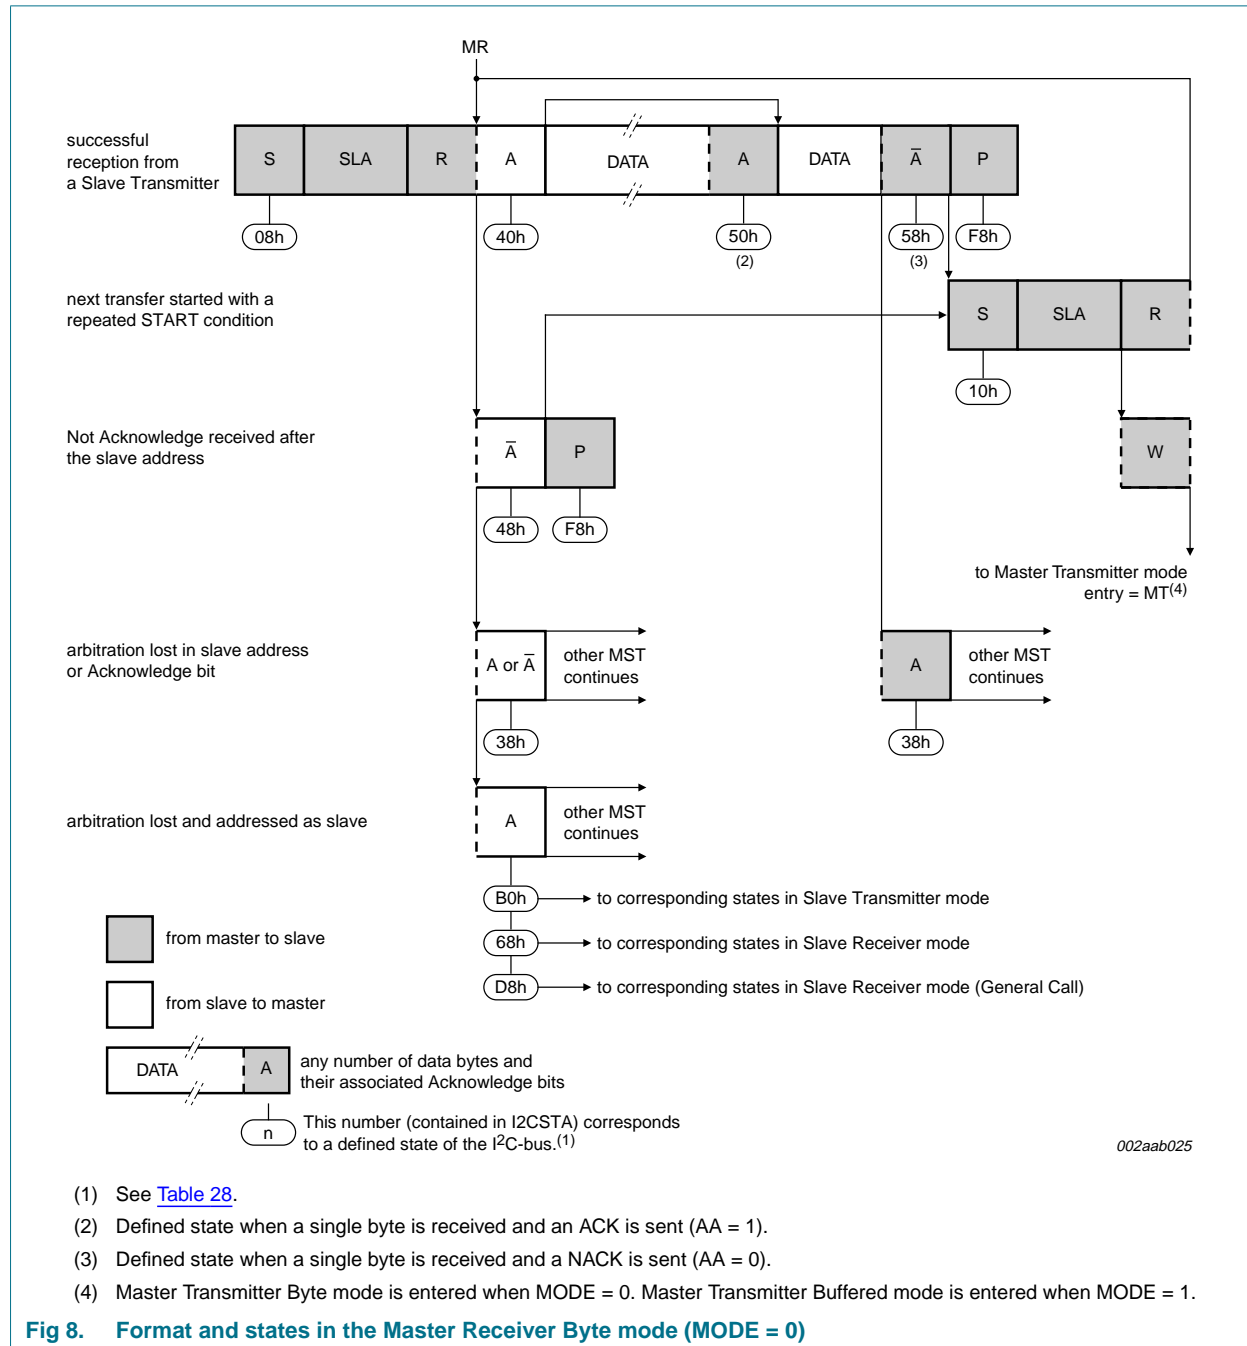 MR
successful
reception from
a Slave Transmitter
S SLA R A DATA A DATA A̅ P
08h 40h 50h 58h F8h
(2) (3)
next transfer started with a
repeated START condition
S SLA R
10h
Not Acknowledge received after
the slave address
A̅ P W
48h F8h
to Master Transmitter mode
entry = MT(4)
arbitration lost in slave address
or Acknowledge bit
A or A̅ other MST
continues
A other MST
continues
38h 38h
arbitration lost and addressed as slave
A other MST
continues
B0h to corresponding states in Slave Transmitter mode
from master to slave
68h to corresponding states in Slave Receiver mode
from slave to master
D8h to corresponding states in Slave Receiver mode (General Call)
DATA A any number of data bytes and
their associated Acknowledge bits
n This number (contained in I2CSTA) corresponds
to a defined state of the I2C-bus.(1)
002aab025
(1) See Table 28.
(2) Defined state when a single byte is received and an ACK is sent (AA = 1).
(3) Defined state when a single byte is received and a NACK is sent (AA = 0).
(4) Master Transmitter Byte mode is entered when MODE = 0. Master Transmitter Buffered mode is entered when MODE = 1.
Fig 8. Format and states in the Master Receiver Byte mode (MODE = 0)